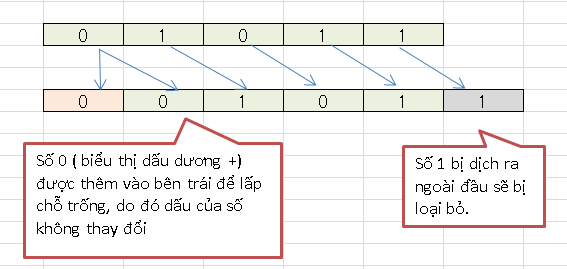 0 1 0 1 1
0 0 1 0 1 1
Số 0 ( biểu thị dấu dương +)
được thêm vào bên trái để lấp
chỗ trống, do đó dấu của số
không thay đổi
Số 1 bị dịch ra
ngoài đầu sẽ bị
loại bỏ.